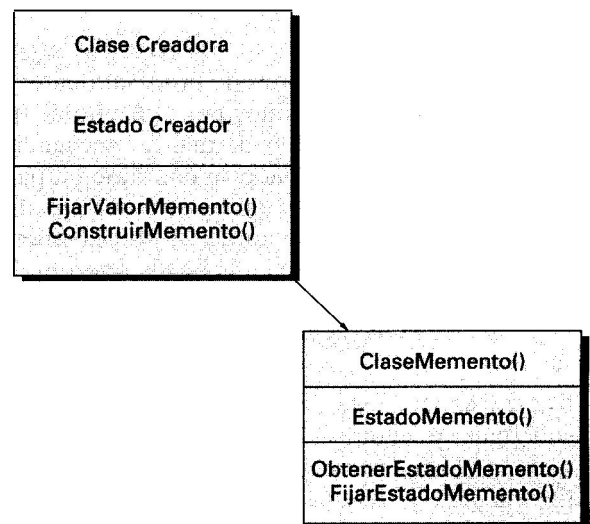 Clase Creadora
Estado Creador
FijarValorMemento()
ConstruirMemento()
ClaseMemento()
EstadoMemento()
ObtenerEstadoMemento()
FijarEstadoMemento()